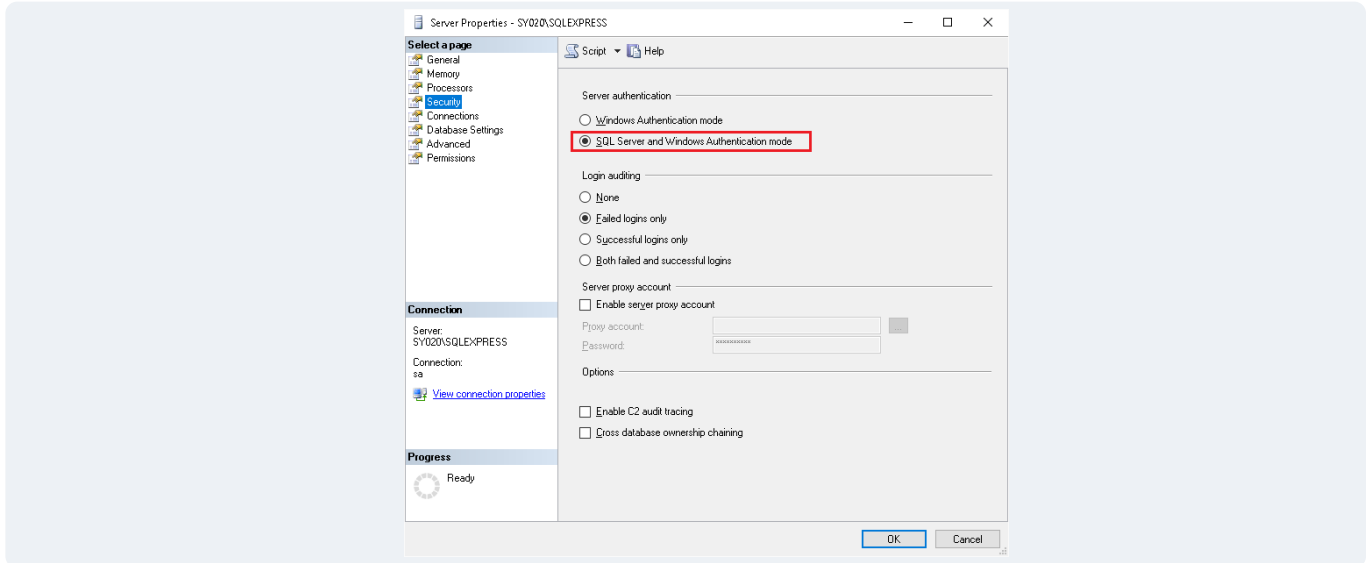 Server Properties - SY020\SQLEXPRESS
Select a page
General
Memory
Processors
Security
Connections
Database Settings
Advanced
Permissions
Script
Help
Server authentication
Windows Authentication mode
SQL Server and Windows Authentication mode
Login auditing
None
Failed logins only
Successful logins only
Both failed and successful logins
Server proxy account
Enable server proxy account
Proxy account:
...
Password:
**********
Options
Enable C2 audit tracing
Cross database ownership chaining
Connection
Server:
SY020\SQLEXPRESS
Connection:
sa
View connection properties
Progress
Ready
OK
Cancel